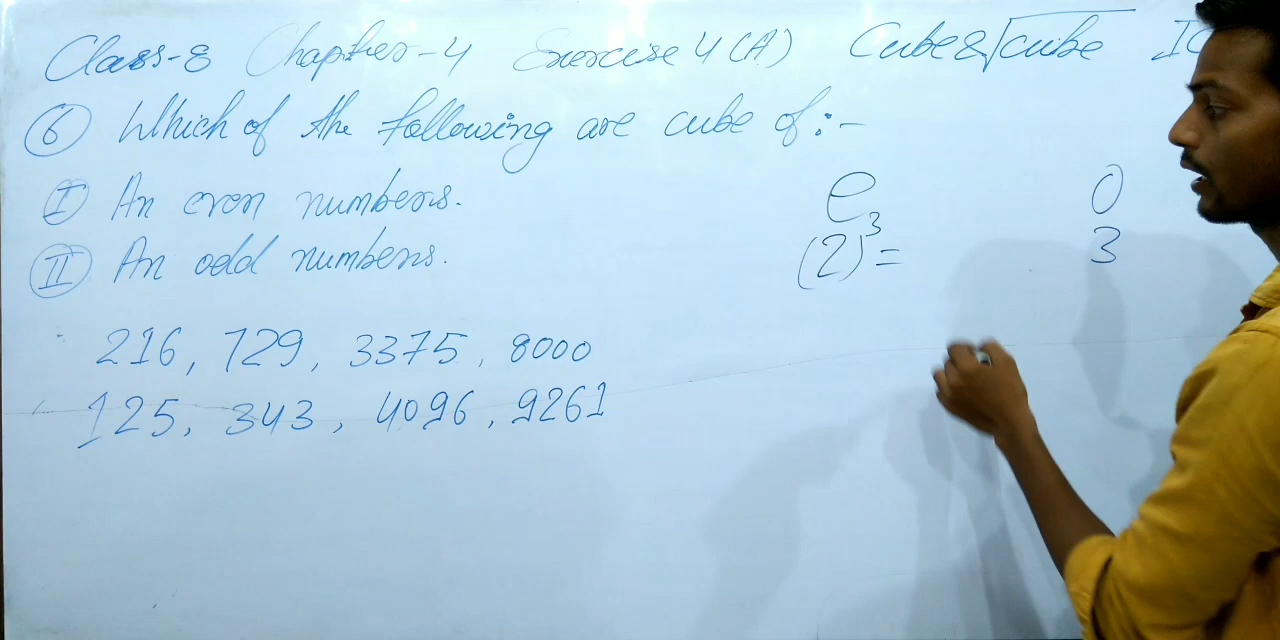 Class-8 Chapter-4 Exercise 4(A) Cube & √cube IC
6 Which of the following are cube of :-
I An even numbers.
II An odd numbers.
216, 729, 3375, 8000
125, 343, 4096, 9261
e O
(2)³ = 3